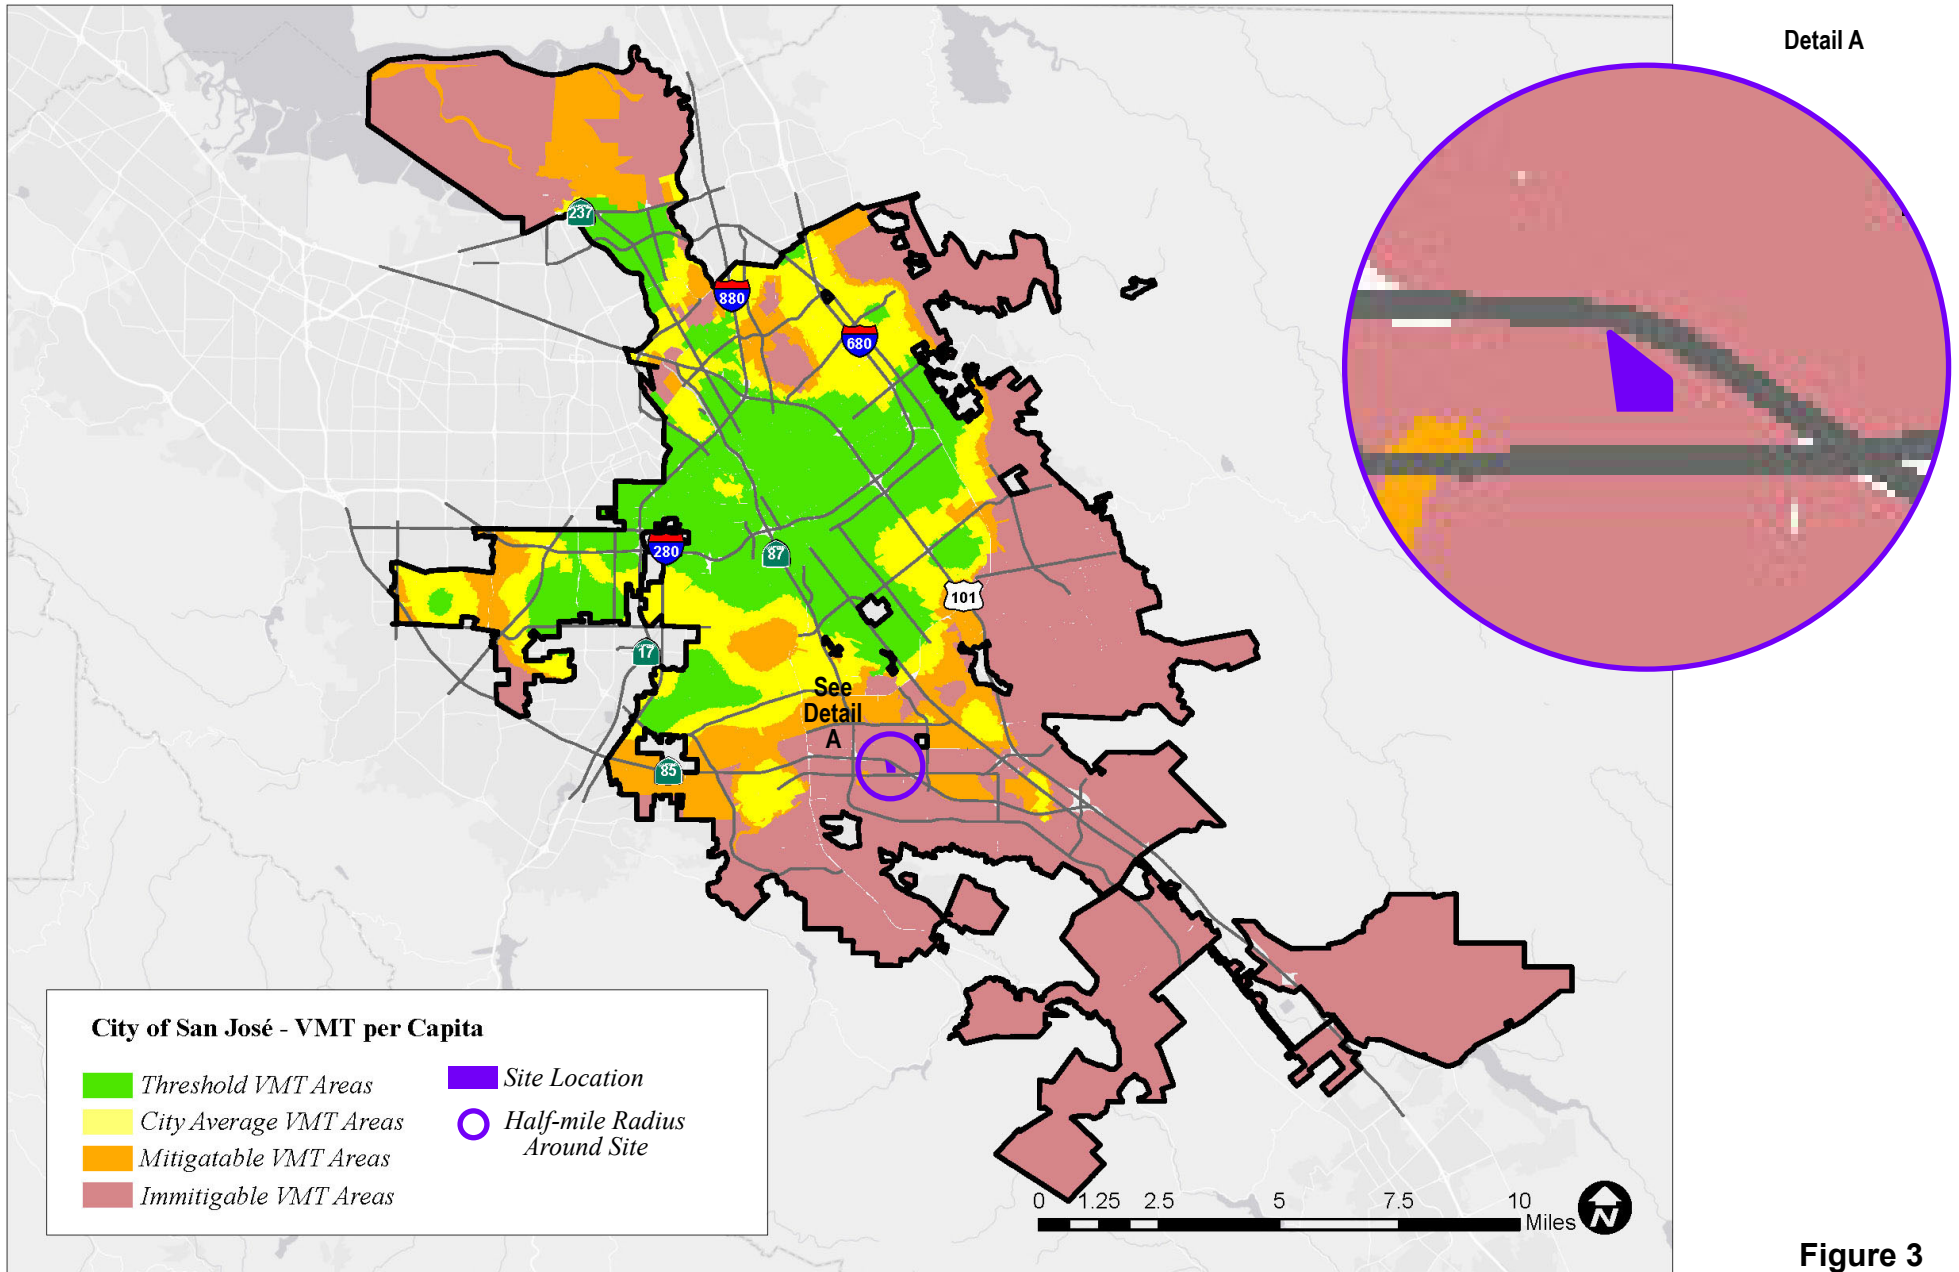 Detail A
237
880
680
280
87
101
17
See
Detail
A
85
City of San José - VMT per Capita
Threshold VMT Areas
City Average VMT Areas
Mitigatable VMT Areas
Immitigable VMT Areas
Site Location
Half-mile Radius
Around Site
0 1.25 2.5 5 7.5 10
Miles
N
Figure 3